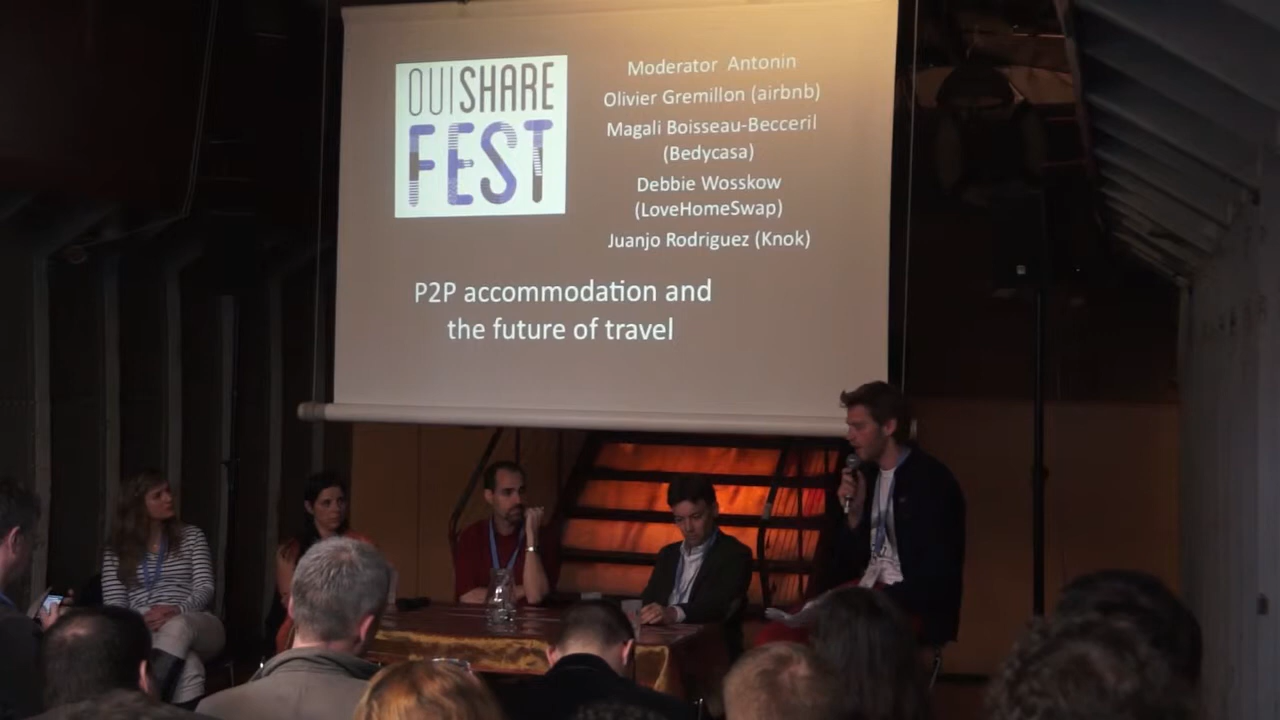 OUISHARE
FEST
Moderator Antonin
Olivier Gremillon (airbnb)
Magali Boisseau-Becceril
(Bedycasa)
Debbie Wosskow
(LoveHomeSwap)
Juanjo Rodriguez (Knok)
P2P accommodation and
the future of travel